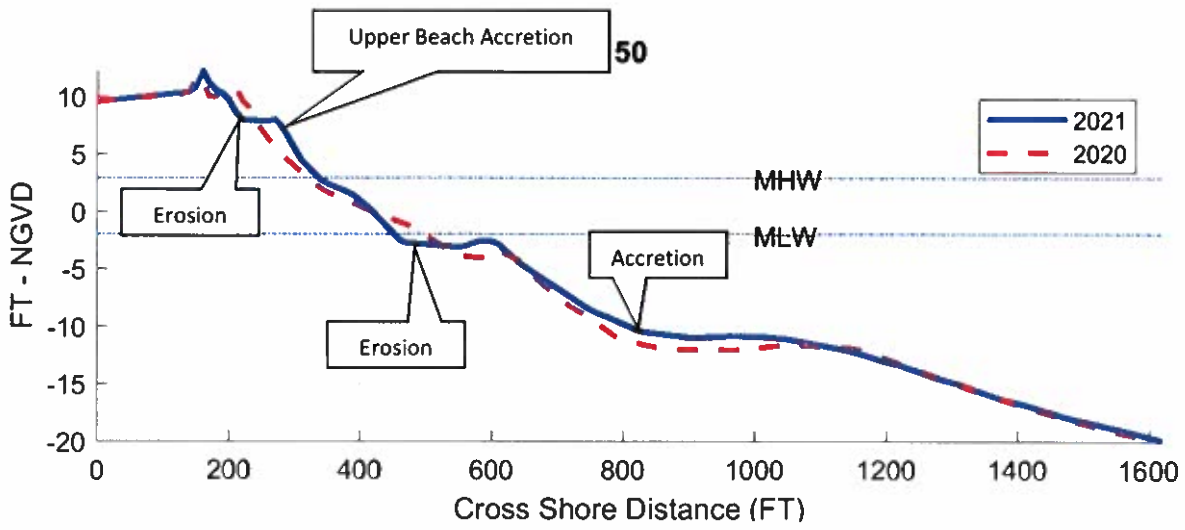 Upper Beach Accretion
50
10
5
0
-5
-10
-15
-20
FT - NGVD
2021
2020
MHW
MLW
Erosion
Accretion
Erosion
0 200 400 600 800 1000 1200 1400 1600
Cross Shore Distance (FT)